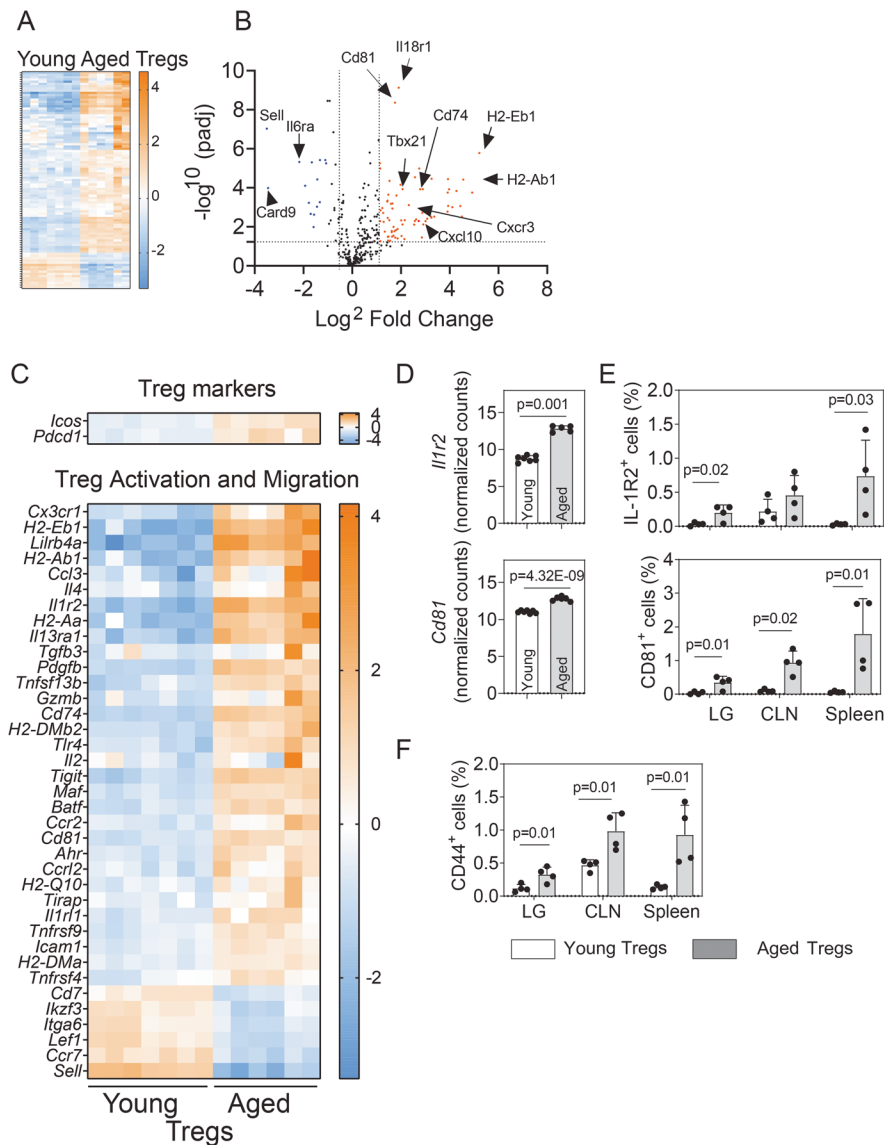 A
Young Aged Tregs
4
2
0
-2
B
Cd81
Il18r1
Sell
Il6ra
Cd74
H2-Eb1
Tbx21
H2-Ab1
Card9
Cxcl10
Cxcr3
-log10 (padj)
10
8
6
4
2
0
-4
-2
0
2
4
6
8
Log2 Fold Change
C
Treg markers
Icos
Pdcd1
4
2
0
-2
-4
Treg Activation and Migration
Cx3cr1
H2-Eb1
Lilrb4a
H2-Ab1
Ccl3
Il4
Il1r2
H2-Aa
Il13ra1
Tgfb3
Pdgfb
Tnfsf13b
Gzmb
Cd74
H2-DMb2
Tlr4
Il2
Tigit
Maf
Batf
Ccr2
Cd81
Ahr
Ccrl2
H2-Q10
Tirap
Il1rl1
Tnfrsf9
Icam1
H2-DMa
Tnfrsf4
Cd7
Ikzf3
Itga6
Lef1
Ccr7
Sell
4
2
0
-2
Young
Aged
Tregs
D
Il1r2
(normalized counts)
15
10
5
0
p=0.001
Young
Aged
Cd81
(normalized counts)
20
15
10
5
0
p=4.32E-09
Young
Aged
E
IL-1R2+ cells (%)
2.0
1.5
1.0
0.5
0.0
p=0.02
p=0.03
CD81+ cells (%)
4
3
2
1
0
p=0.01
p=0.02
p=0.01
LG
CLN
Spleen
F
CD44+ cells (%)
2.0
1.5
1.0
0.5
0.0
p=0.01
p=0.01
p=0.01
LG
CLN
Spleen
Young Tregs
Aged Tregs